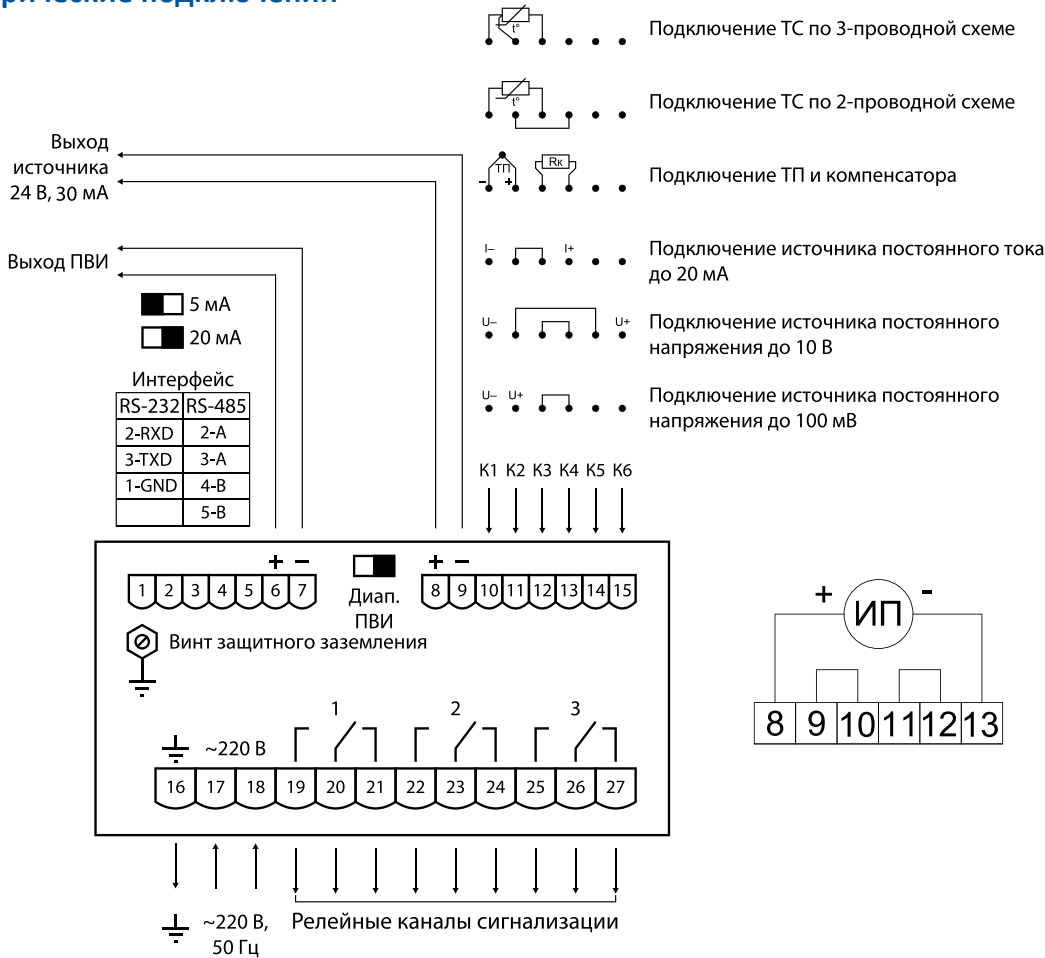 рические подключения
t°
Подключение ТС по 3-проводной схеме
t°
Подключение ТС по 2-проводной схеме
Выход
источника
24 В, 30 мА
ТП
Rк
– +
Подключение ТП и компенсатора
Выход ПВИ
I– I+
Подключение источника постоянного тока
до 20 мА
5 мА
20 мА
U– U+
Подключение источника постоянного
напряжения до 10 В
Интерфейс
RS-232 RS-485
2-RXD 2-A
3-TXD 3-A
1-GND 4-B
5-B
U– U+
Подключение источника постоянного
напряжения до 100 мВ
К1 К2 К3 К4 К5 К6
+ –
+ –
1 2 3 4 5 6 7
Диап.
ПВИ
8 9 10 11 12 13 14 15
Винт защитного заземления
1 2 3
~220 В
16 17 18 19 20 21 22 23 24 25 26 27
~220 В,
50 Гц
Релейные каналы сигнализации
+ ИП -
8 9 10 11 12 13